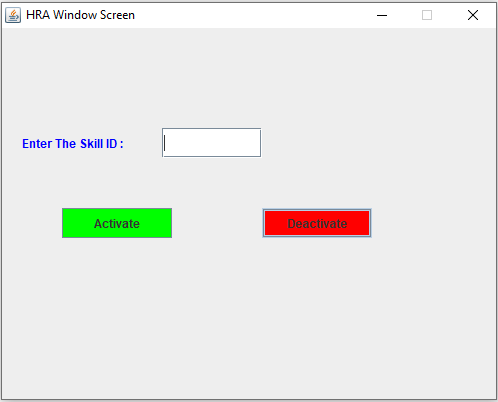 HRA Window Screen
Enter The Skill ID :
Activate
Deactivate